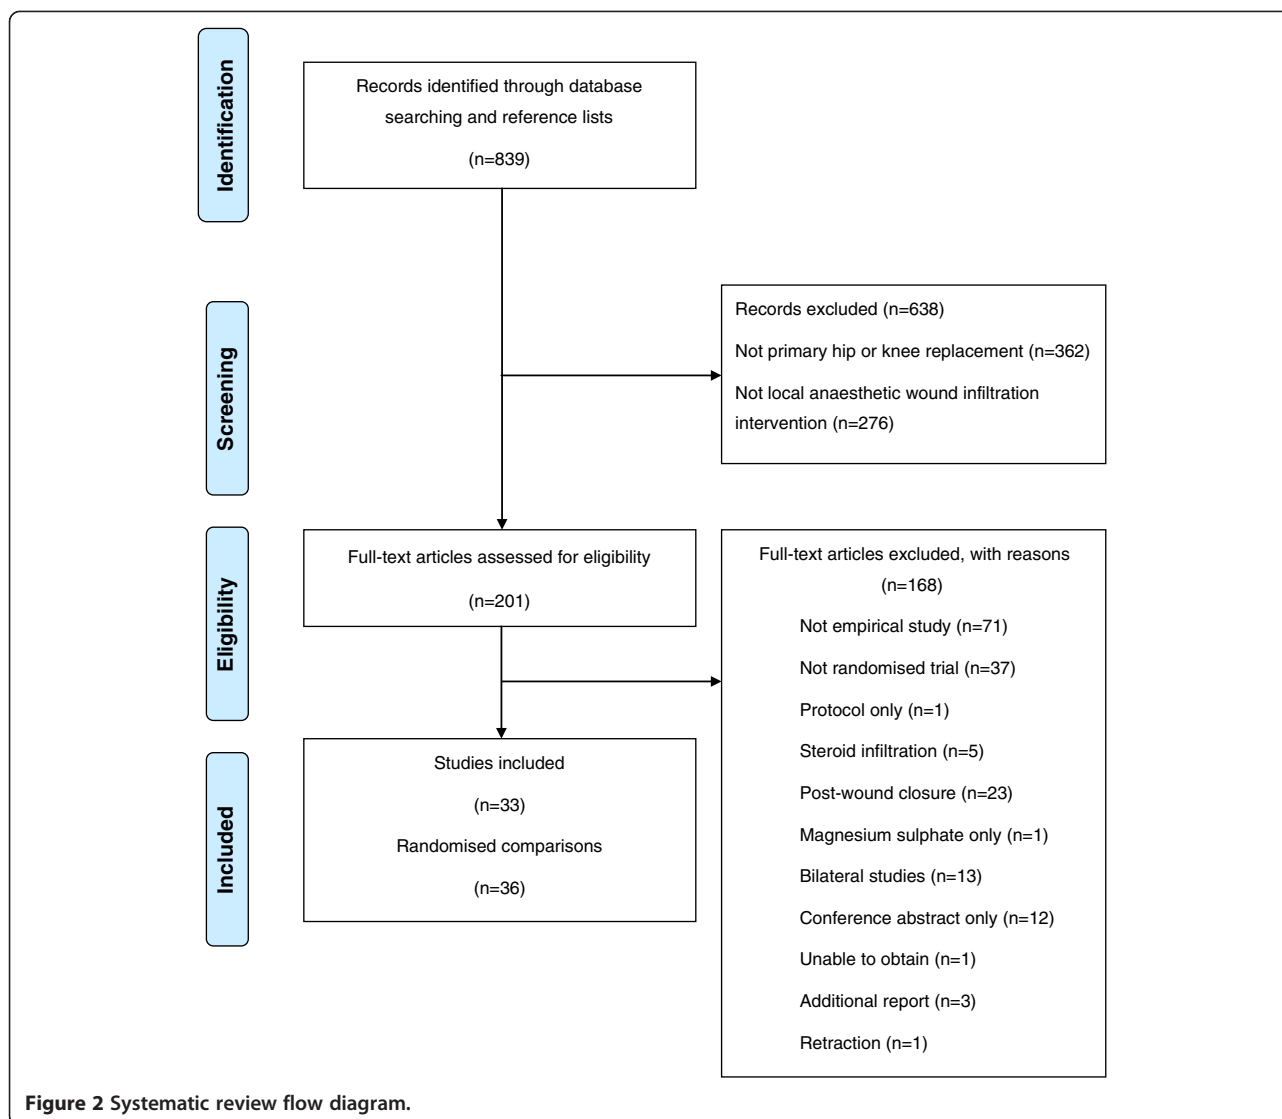 Identification
Records identified through database
searching and reference lists
(n=839)
Screening
Records excluded (n=638)
Not primary hip or knee replacement (n=362)
Not local anaesthetic wound infiltration
intervention (n=276)
Eligibility
Full-text articles assessed for eligibility
(n=201)
Full-text articles excluded, with reasons
(n=168)
Not empirical study (n=71)
Not randomised trial (n=37)
Protocol only (n=1)
Steroid infiltration (n=5)
Post-wound closure (n=23)
Magnesium sulphate only (n=1)
Bilateral studies (n=13)
Conference abstract only (n=12)
Unable to obtain (n=1)
Additional report (n=3)
Retraction (n=1)
Included
Studies included
(n=33)
Randomised comparisons
(n=36)
Figure 2 Systematic review flow diagram.